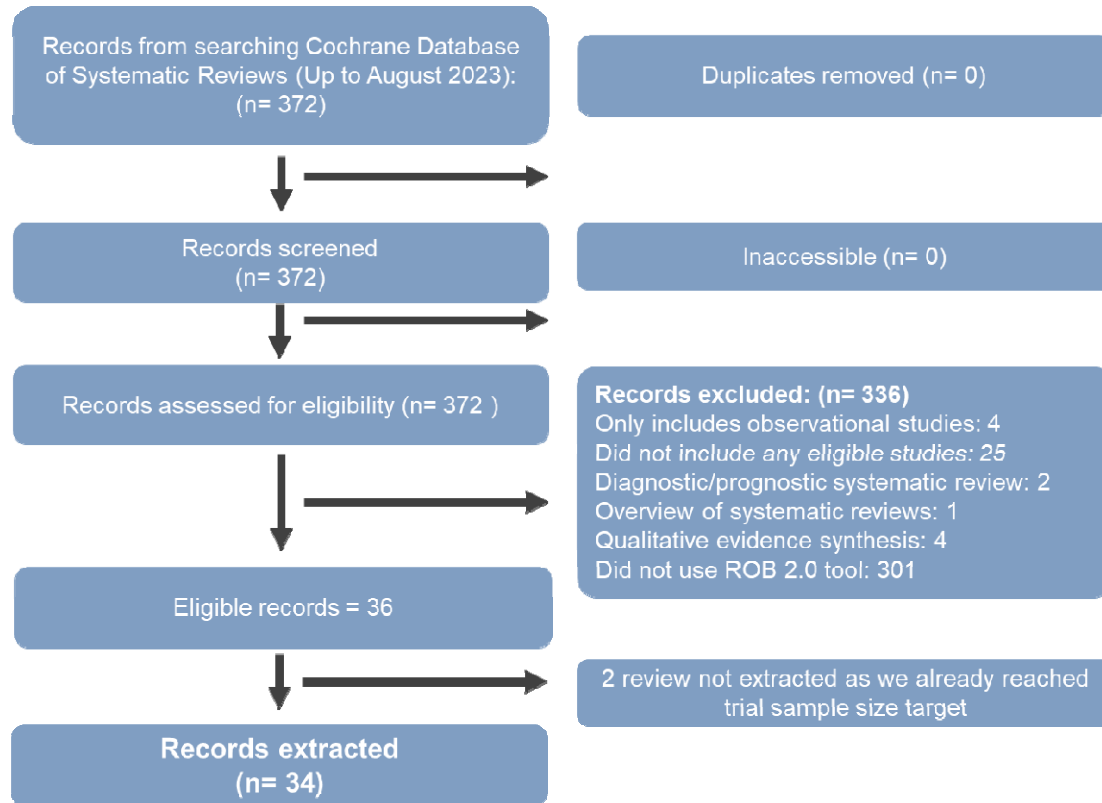 Records from searching Cochrane Database
of Systematic Reviews (Up to August 2023):
(n= 372)
Duplicates removed (n= 0)
Records screened
(n= 372)
Inaccessible (n= 0)
Records assessed for eligibility (n= 372 )
Records excluded: (n= 336)
Only includes observational studies: 4
Did not include any eligible studies: 25
Diagnostic/prognostic systematic review: 2
Overview of systematic reviews: 1
Qualitative evidence synthesis: 4
Did not use ROB 2.0 tool: 301
Eligible records = 36
2 review not extracted as we already reached
trial sample size target
Records extracted
(n= 34)